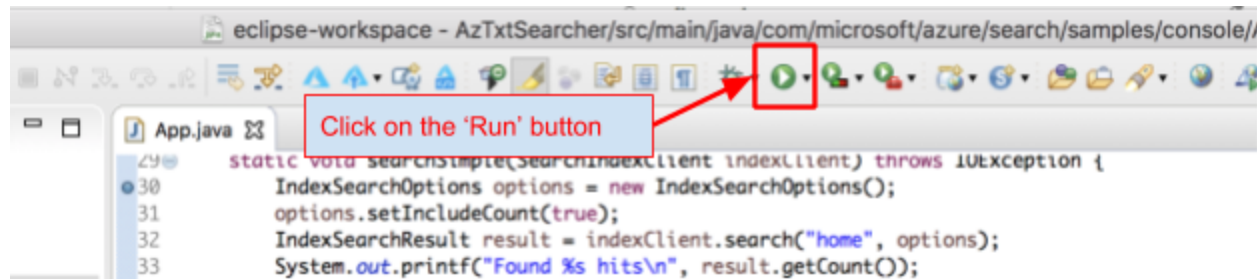 eclipse-workspace - AzTxtSearcher/src/main/java/com/microsoft/azure/search/samples/console//
App.java
Click on the ‘Run’ button
29 static void searchSimple(SearchIndexClient indexClient) throws IOException {
30 IndexSearchOptions options = new IndexSearchOptions();
31 options.setIncludeCount(true);
32 IndexSearchResult result = indexClient.search("home", options);
33 System.out.printf("Found %s hits\n", result.getCount());